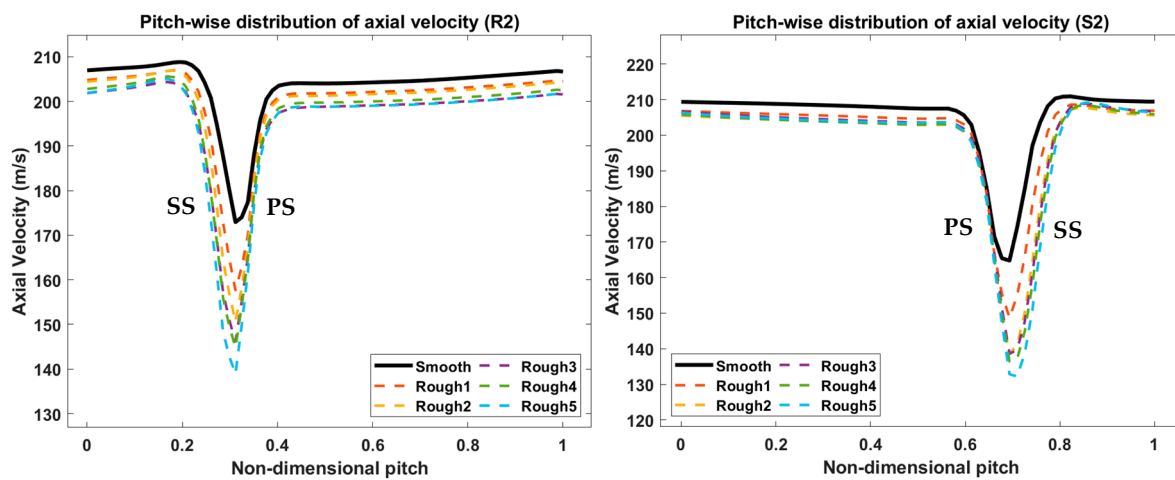 Pitch-wise distribution of axial velocity (R2)
210
200
190
180
170
160
150
140
130
Axial Velocity (m/s)
SS
PS
Smooth
Rough1
Rough2
Rough3
Rough4
Rough5
0
0.2
0.4
0.6
0.8
1
Non-dimensional pitch
Pitch-wise distribution of axial velocity (S2)
220
210
200
190
180
170
160
150
140
130
120
Axial Velocity (m/s)
PS
SS
Smooth
Rough1
Rough2
Rough3
Rough4
Rough5
0
0.2
0.4
0.6
0.8
1
Non-dimensional pitch